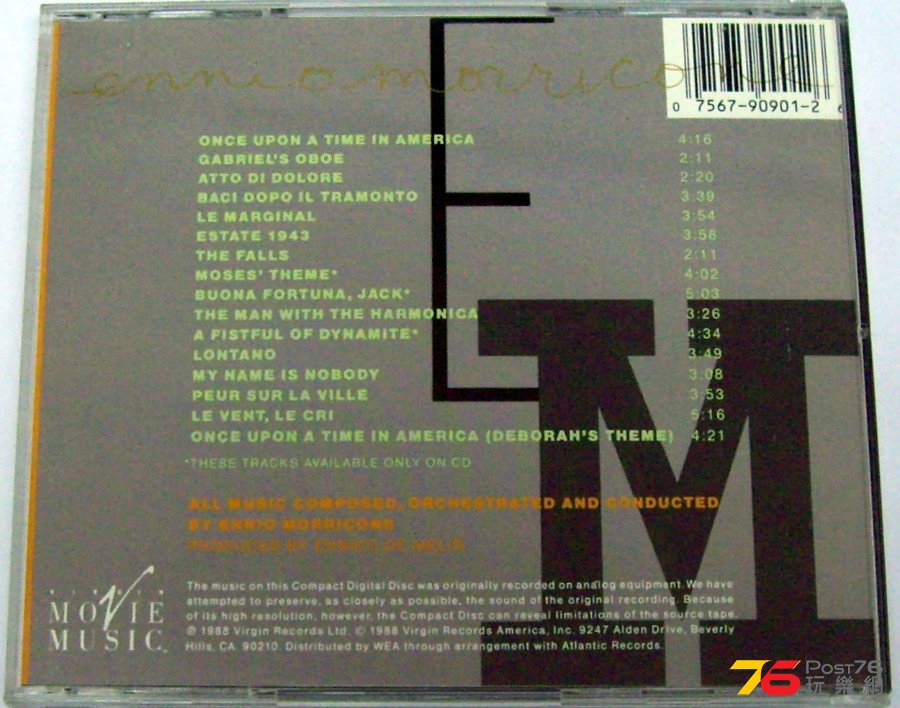 ennio morricone
0 7567-90901-2 6
ONCE UPON A TIME IN AMERICA 4:16
GABRIEL'S OBOE 2:11
ATTO DI DOLORE 2:20
BACI DOPO IL TRAMONTO 3:39
LE MARGINAL 3:54
ESTATE 1943 3:58
THE FALLS 2:11
MOSES' THEME* 4:02
BUONA FORTUNA, JACK* 5:03
THE MAN WITH THE HARMONICA 3:26
A FISTFUL OF DYNAMITE* 4:34
LONTANO 3:49
MY NAME IS NOBODY 3:08
PEUR SUR LA VILLE 3:53
LE VENT, LE CRI 5:16
ONCE UPON A TIME IN AMERICA (DEBORAH'S THEME) 4:21
*THESE TRACKS AVAILABLE ONLY ON CD
ALL MUSIC COMPOSED, ORCHESTRATED AND CONDUCTED
BY ENNIO MORRICONE
PRODUCED BY ENRICO DE MELIS
EM
VIRGIN
MOVIE
MUSIC
The music on this Compact Digital Disc was originally recorded on analog equipment. We have
attempted to preserve, as closely as possible, the sound of the original recording. Because
of its high resolution, however, the Compact Disc can reveal limitations of the source tape.
℗ 1988 Virgin Records Ltd. © 1988 Virgin Records America, Inc. 9247 Alden Drive, Beverly
Hills, CA. 90210. Distributed by WEA through arrangement with Atlantic Records.
76 Post76
玩樂網